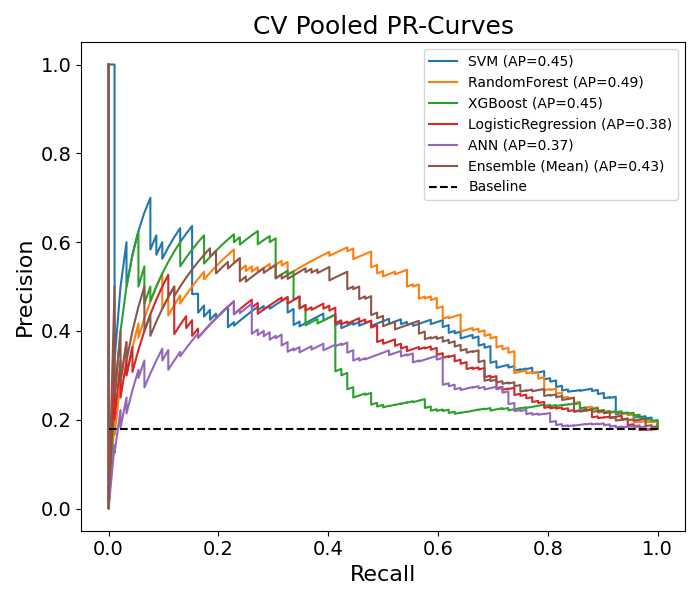 CV Pooled PR-Curves
SVM (AP=0.45)
RandomForest (AP=0.49)
XGBoost (AP=0.45)
LogisticRegression (AP=0.38)
ANN (AP=0.37)
Ensemble (Mean) (AP=0.43)
Baseline
Precision
1.0
0.8
0.6
0.4
0.2
0.0
0.0 0.2 0.4 0.6 0.8 1.0
Recall